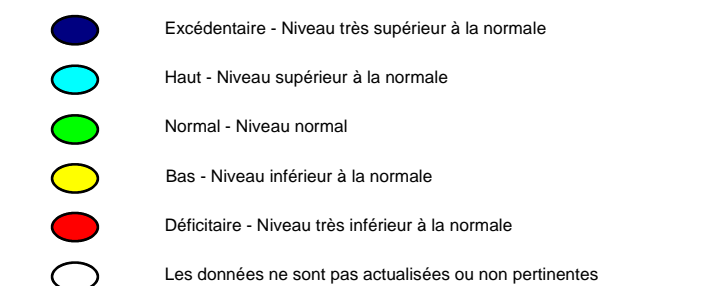 Excédentaire - Niveau très supérieur à la normale
Haut - Niveau supérieur à la normale
Normal - Niveau normal
Bas - Niveau inférieur à la normale
Déficitaire - Niveau très inférieur à la normale
Les données ne sont pas actualisées ou non pertinentes